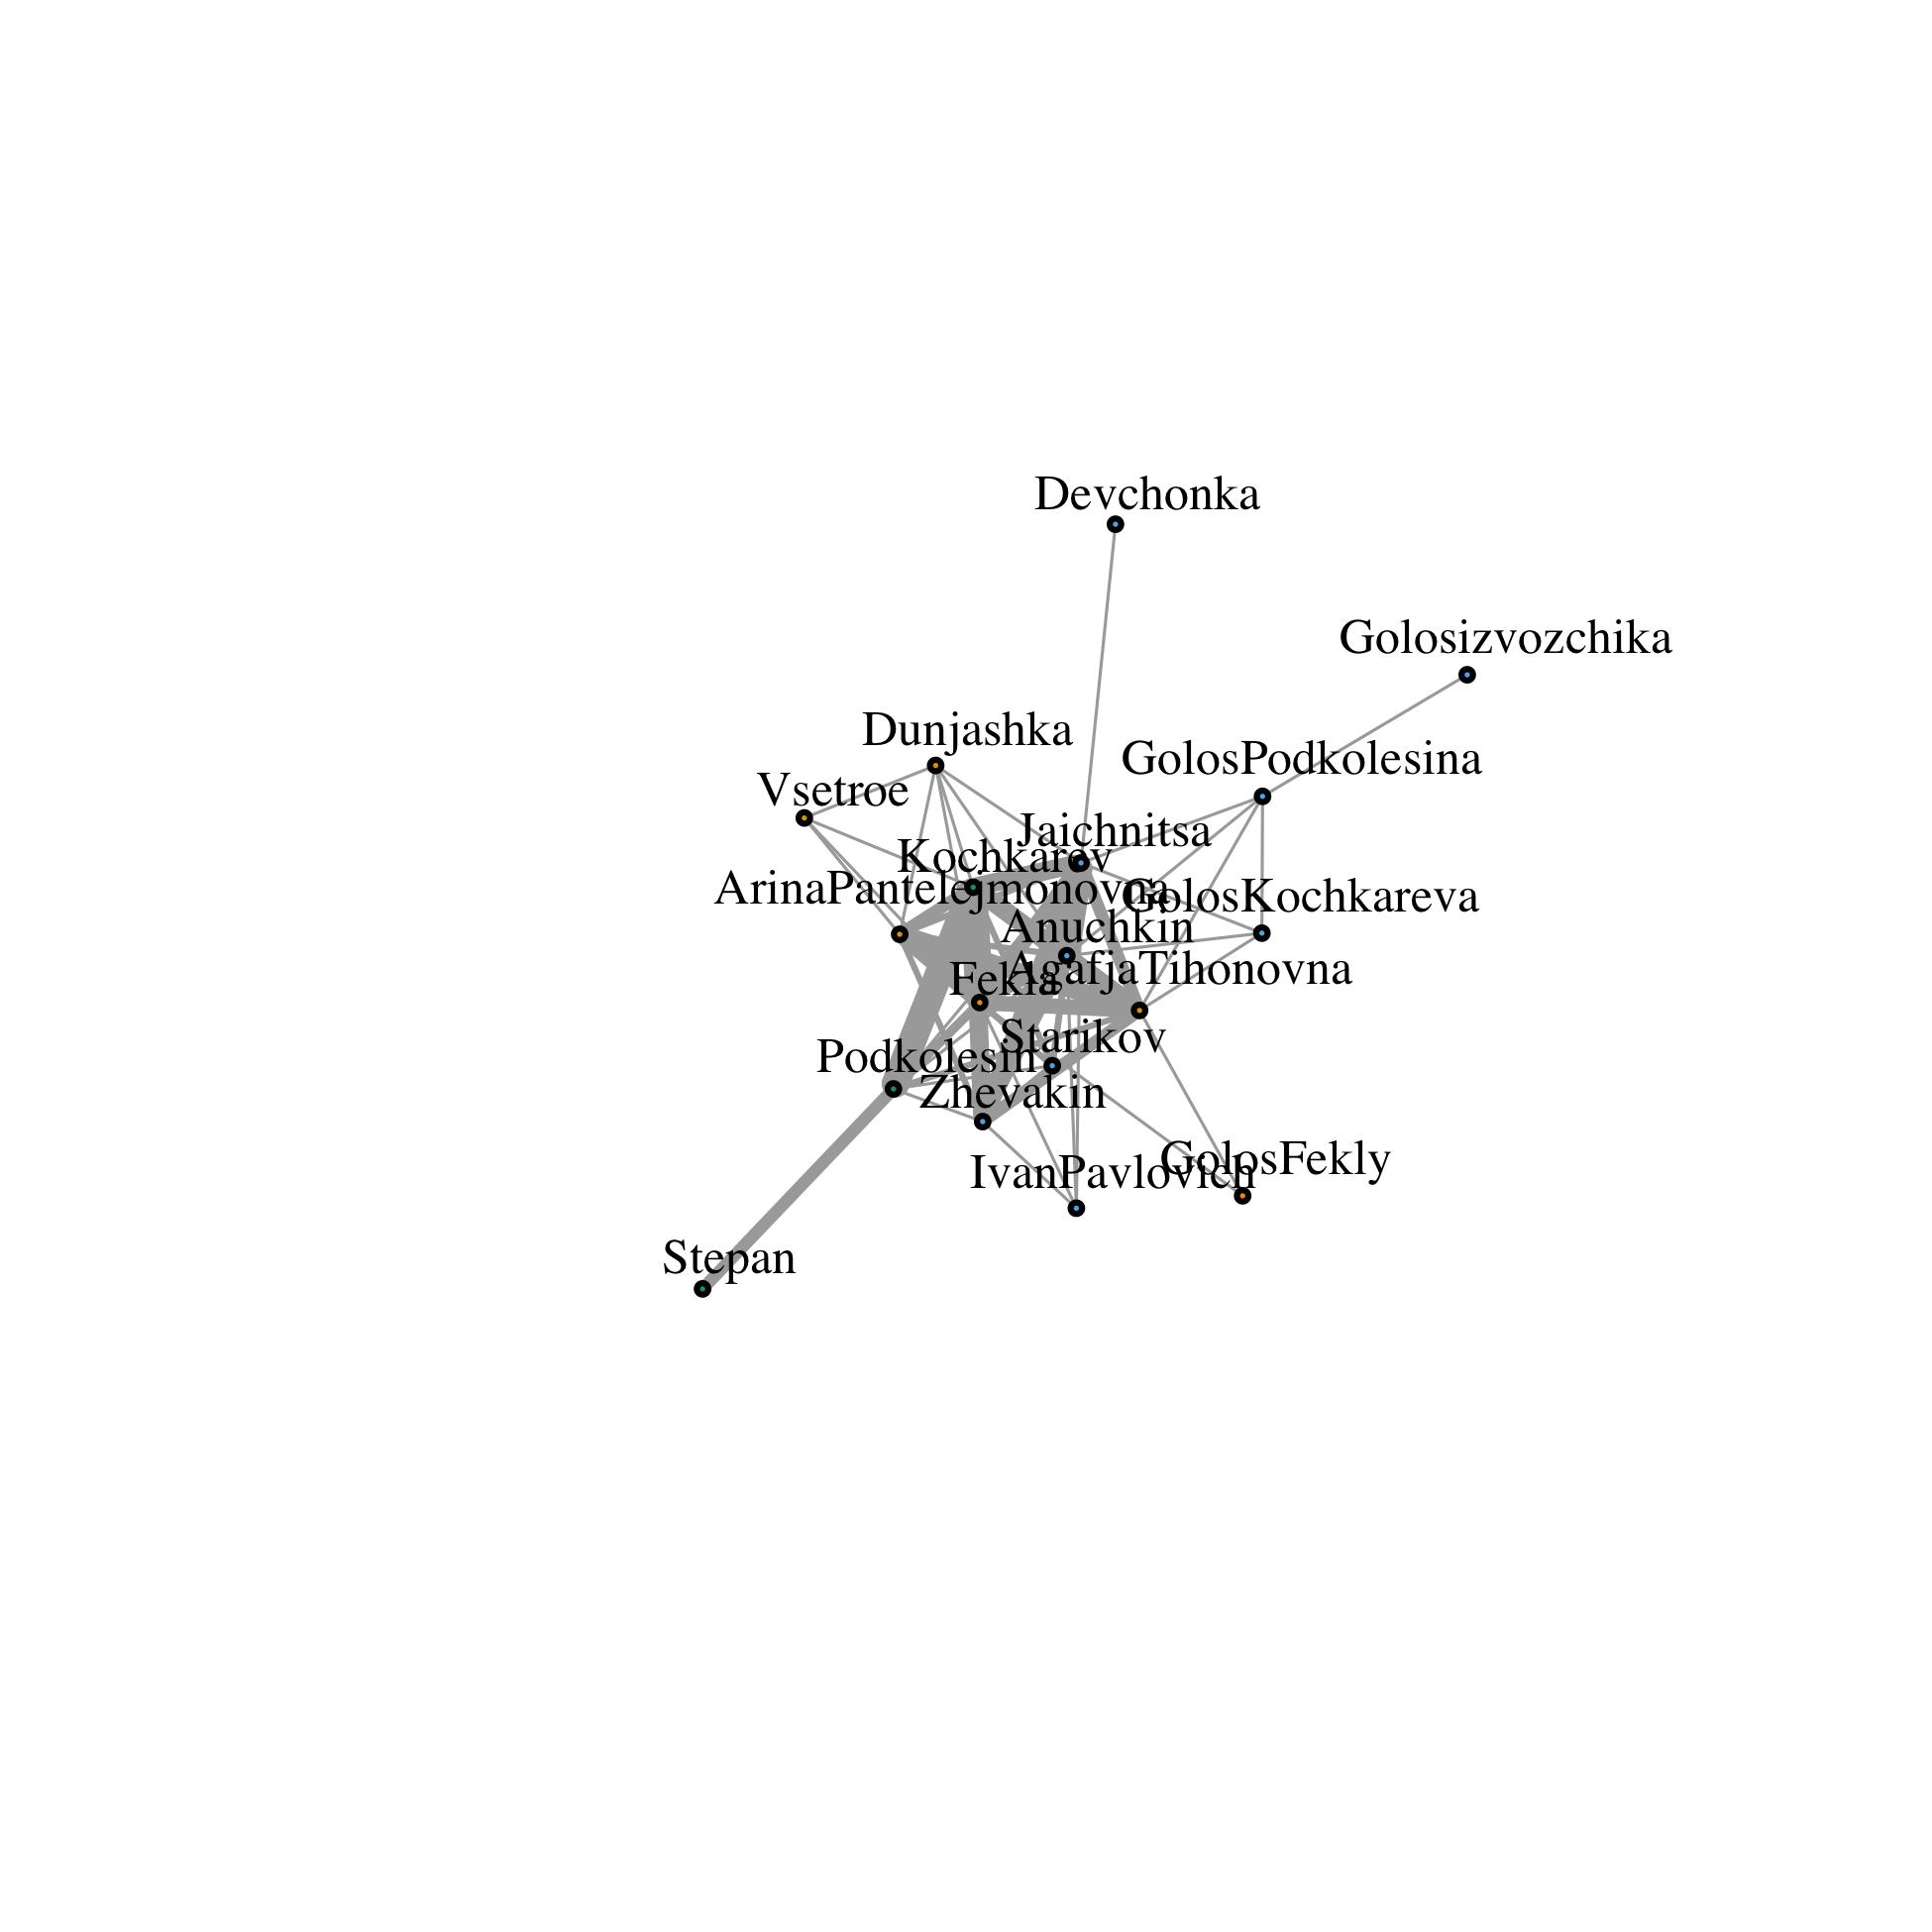 Devchonka
Golosizvozchika
Dunjashka
GolosPodkolesina
Vsetroe
Jaichnitsa
Kochkarev
ArinaPantelejmonovna
GolosKochkareva
Anuchkin
AgafjaTihonovna
Fekla
Starikov
Podkolesin
Zhevakin
GolosFekly
IvanPavlovich
Stepan